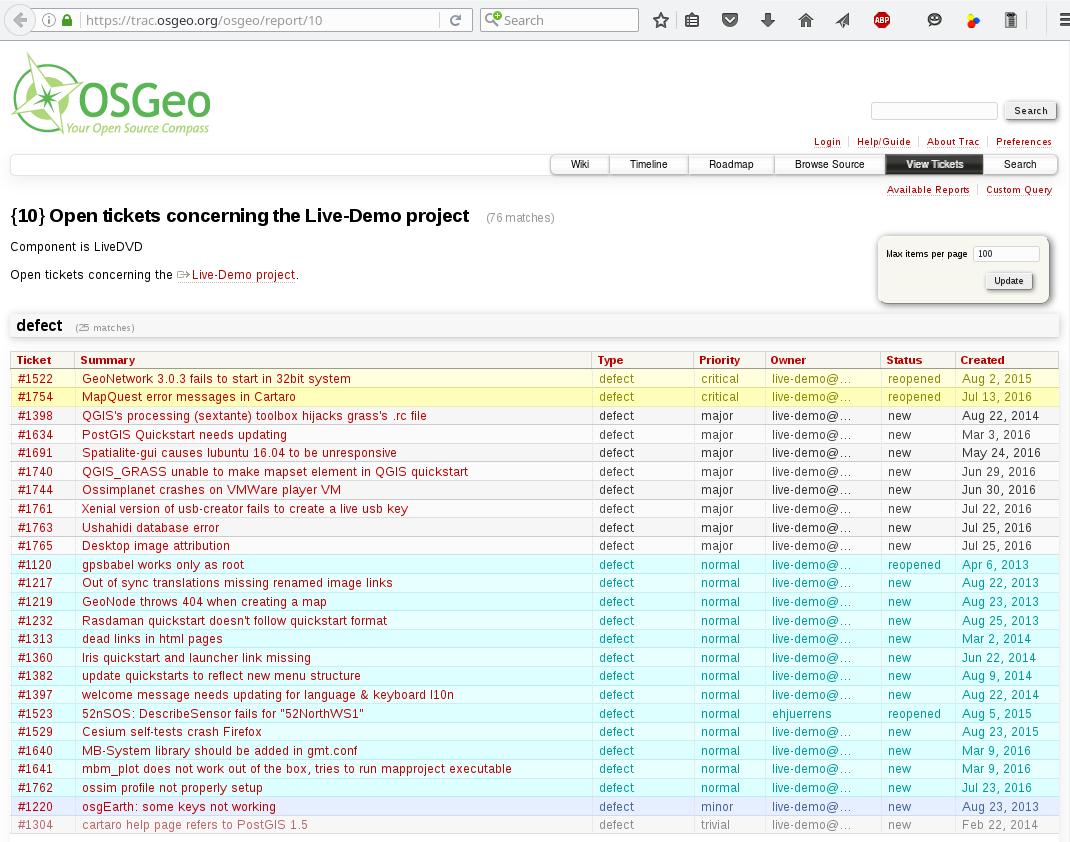 https://trac.osgeo.org/osgeo/report/10 Search ABP
OSGeo
Your Open Source Compass
Search
Login Help/Guide About Trac Preferences
Wiki Timeline Roadmap Browse Source View Tickets Search
Available Reports Custom Query
{10} Open tickets concerning the Live-Demo project (76 matches)
Component is LiveDVD
Max items per page 100
Open tickets concerning the Live-Demo project.
Update
defect (25 matches)
Ticket Summary Type Priority Owner Status Created
#1522 GeoNetwork 3.0.3 fails to start in 32bit system defect critical live-demo@… reopened Aug 2, 2015
#1754 MapQuest error messages in Cartaro defect critical live-demo@… reopened Jul 13, 2016
#1398 QGIS's processing (sextante) toolbox hijacks grass's .rc file defect major live-demo@… new Aug 22, 2014
#1634 PostGIS Quickstart needs updating defect major live-demo@… new Mar 3, 2016
#1691 Spatialite-gui causes lubuntu 16.04 to be unresponsive defect major live-demo@… new May 24, 2016
#1740 QGIS_GRASS unable to make mapset element in QGIS quickstart defect major live-demo@… new Jun 29, 2016
#1744 Ossimplanet crashes on VMWare player VM defect major live-demo@… new Jun 30, 2016
#1761 Xenial version of usb-creator fails to create a live usb key defect major live-demo@… new Jul 22, 2016
#1763 Ushahidi database error defect major live-demo@… new Jul 25, 2016
#1765 Desktop image attribution defect major live-demo@… new Jul 25, 2016
#1120 gpsbabel works only as root defect normal live-demo@… reopened Apr 6, 2013
#1217 Out of sync translations missing renamed image links defect normal live-demo@… new Aug 22, 2013
#1219 GeoNode throws 404 when creating a map defect normal live-demo@… new Aug 23, 2013
#1232 Rasdaman quickstart doesn't follow quickstart format defect normal live-demo@… new Aug 25, 2013
#1313 dead links in html pages defect normal live-demo@… new Mar 2, 2014
#1360 Iris quickstart and launcher link missing defect normal live-demo@… new Jun 22, 2014
#1382 update quickstarts to reflect new menu structure defect normal live-demo@… new Aug 9, 2014
#1397 welcome message needs updating for language & keyboard l10n defect normal live-demo@… new Aug 22, 2014
#1523 52nSOS: DescribeSensor fails for "52NorthWS1" defect normal ehjuerrens reopened Aug 5, 2015
#1529 Cesium self-tests crash Firefox defect normal live-demo@… new Aug 23, 2015
#1640 MB-System library should be added in gmt.conf defect normal live-demo@… new Mar 9, 2016
#1641 mbm_plot does not work out of the box, tries to run mapproject executable defect normal live-demo@… new Mar 9, 2016
#1762 ossim profile not properly setup defect normal live-demo@… new Jul 23, 2016
#1220 osgEarth: some keys not working defect minor live-demo@… new Aug 23, 2013
#1304 cartaro help page refers to PostGIS 1.5 defect trivial live-demo@… new Feb 22, 2014